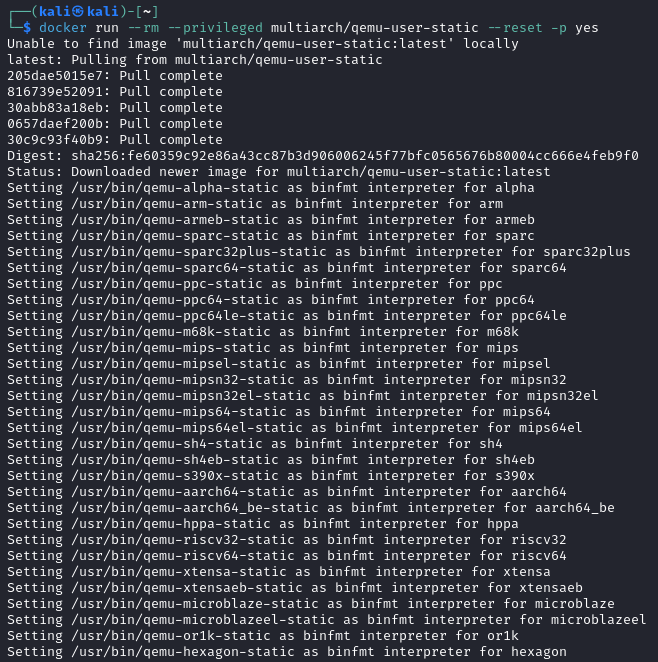 ┌──(kali㉿kali)-[~]
└─$ docker run --rm --privileged multiarch/qemu-user-static --reset -p yes
Unable to find image 'multiarch/qemu-user-static:latest' locally
latest: Pulling from multiarch/qemu-user-static
205dae5015e7: Pull complete
816739e52091: Pull complete
30abb83a18eb: Pull complete
0657daef200b: Pull complete
30c9c93f40b9: Pull complete
Digest: sha256:fe60359c92e86a43cc87b3d906006245f77bfc0565676b80004cc666e4feb9f0
Status: Downloaded newer image for multiarch/qemu-user-static:latest
Setting /usr/bin/qemu-alpha-static as binfmt interpreter for alpha
Setting /usr/bin/qemu-arm-static as binfmt interpreter for arm
Setting /usr/bin/qemu-armeb-static as binfmt interpreter for armeb
Setting /usr/bin/qemu-sparc-static as binfmt interpreter for sparc
Setting /usr/bin/qemu-sparc32plus-static as binfmt interpreter for sparc32plus
Setting /usr/bin/qemu-sparc64-static as binfmt interpreter for sparc64
Setting /usr/bin/qemu-ppc-static as binfmt interpreter for ppc
Setting /usr/bin/qemu-ppc64-static as binfmt interpreter for ppc64
Setting /usr/bin/qemu-ppc64le-static as binfmt interpreter for ppc64le
Setting /usr/bin/qemu-m68k-static as binfmt interpreter for m68k
Setting /usr/bin/qemu-mips-static as binfmt interpreter for mips
Setting /usr/bin/qemu-mipsel-static as binfmt interpreter for mipsel
Setting /usr/bin/qemu-mipsn32-static as binfmt interpreter for mipsn32
Setting /usr/bin/qemu-mipsn32el-static as binfmt interpreter for mipsn32el
Setting /usr/bin/qemu-mips64-static as binfmt interpreter for mips64
Setting /usr/bin/qemu-mips64el-static as binfmt interpreter for mips64el
Setting /usr/bin/qemu-sh4-static as binfmt interpreter for sh4
Setting /usr/bin/qemu-sh4eb-static as binfmt interpreter for sh4eb
Setting /usr/bin/qemu-s390x-static as binfmt interpreter for s390x
Setting /usr/bin/qemu-aarch64-static as binfmt interpreter for aarch64
Setting /usr/bin/qemu-aarch64_be-static as binfmt interpreter for aarch64_be
Setting /usr/bin/qemu-hppa-static as binfmt interpreter for hppa
Setting /usr/bin/qemu-riscv32-static as binfmt interpreter for riscv32
Setting /usr/bin/qemu-riscv64-static as binfmt interpreter for riscv64
Setting /usr/bin/qemu-xtensa-static as binfmt interpreter for xtensa
Setting /usr/bin/qemu-xtensaeb-static as binfmt interpreter for xtensaeb
Setting /usr/bin/qemu-microblaze-static as binfmt interpreter for microblaze
Setting /usr/bin/qemu-microblazeel-static as binfmt interpreter for microblazeel
Setting /usr/bin/qemu-or1k-static as binfmt interpreter for or1k
Setting /usr/bin/qemu-hexagon-static as binfmt interpreter for hexagon